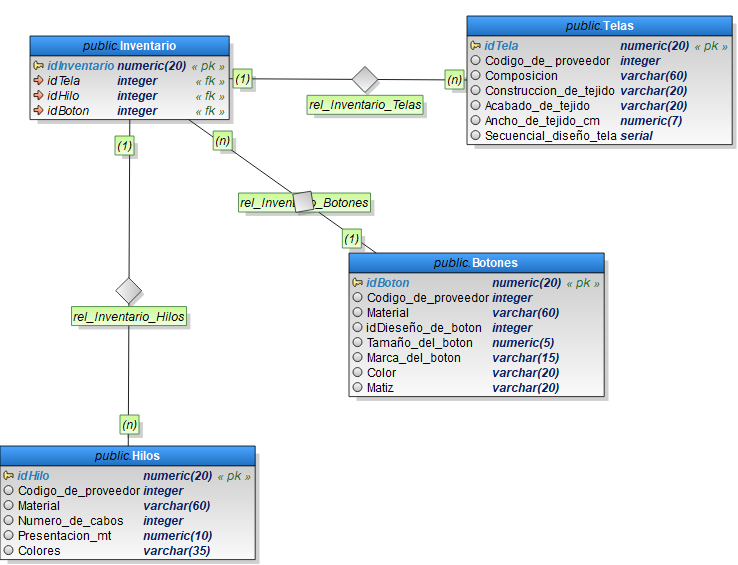 public.Inventario
idInventario numeric(20) « pk »
idTela integer « fk »
idHilo integer « fk »
idBoton integer « fk »
(1)
rel_Inventario_Telas
(n)
public.Telas
idTela numeric(20) « pk »
Codigo_de_ proveedor integer
Composicion varchar(60)
Construccion_de_tejido varchar(20)
Acabado_de_tejido varchar(20)
Ancho_de_tejido_cm numeric(7)
Secuencial_diseño_tela serial
(1)
(n)
rel_Inventario_Botones
(1)
public.Botones
idBoton numeric(20) « pk »
Codigo_de_proveedor integer
Material varchar(60)
idDieseño_de_boton integer
Tamaño_del_boton numeric(5)
Marca_del_boton varchar(15)
Color varchar(20)
Matiz varchar(20)
rel_Inventario_Hilos
(n)
public.Hilos
idHilo numeric(20) « pk »
Codigo_de_proveedor integer
Material varchar(60)
Numero_de_cabos integer
Presentacion_mt numeric(10)
Colores varchar(35)